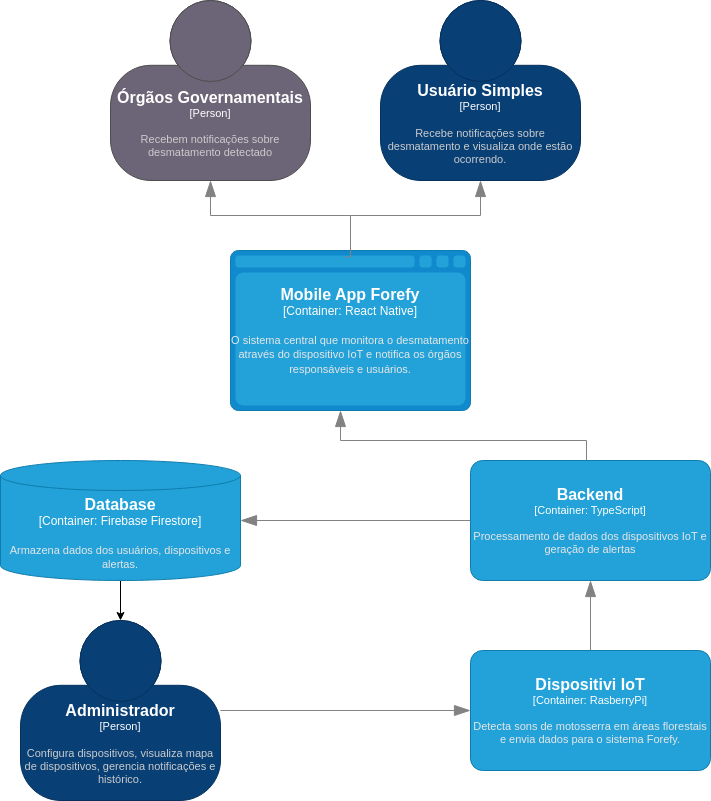 Órgãos Governamentais
[Person]
Recebem notificações sobre
desmatamento detectado
Usuário Simples
[Person]
Recebe notificações sobre
desmatamento e visualiza onde estão
ocorrendo.
Mobile App Forefy
[Container: React Native]
O sistema central que monitora o desmatamento
através do dispositivo IoT e notifica os órgãos
responsáveis e usuários.
Database
[Container: Firebase Firestore]
Armazena dados dos usuários, dispositivos e
alertas.
Backend
[Container: TypeScript]
Processamento de dados dos dispositivos IoT e
geração de alertas
Administrador
[Person]
Configura dispositivos, visualiza mapa
de dispositivos, gerencia notificações e
histórico.
Dispositivi IoT
[Container: RasberryPi]
Detecta sons de motosserra em áreas florestais
e envia dados para o sistema Forefy.